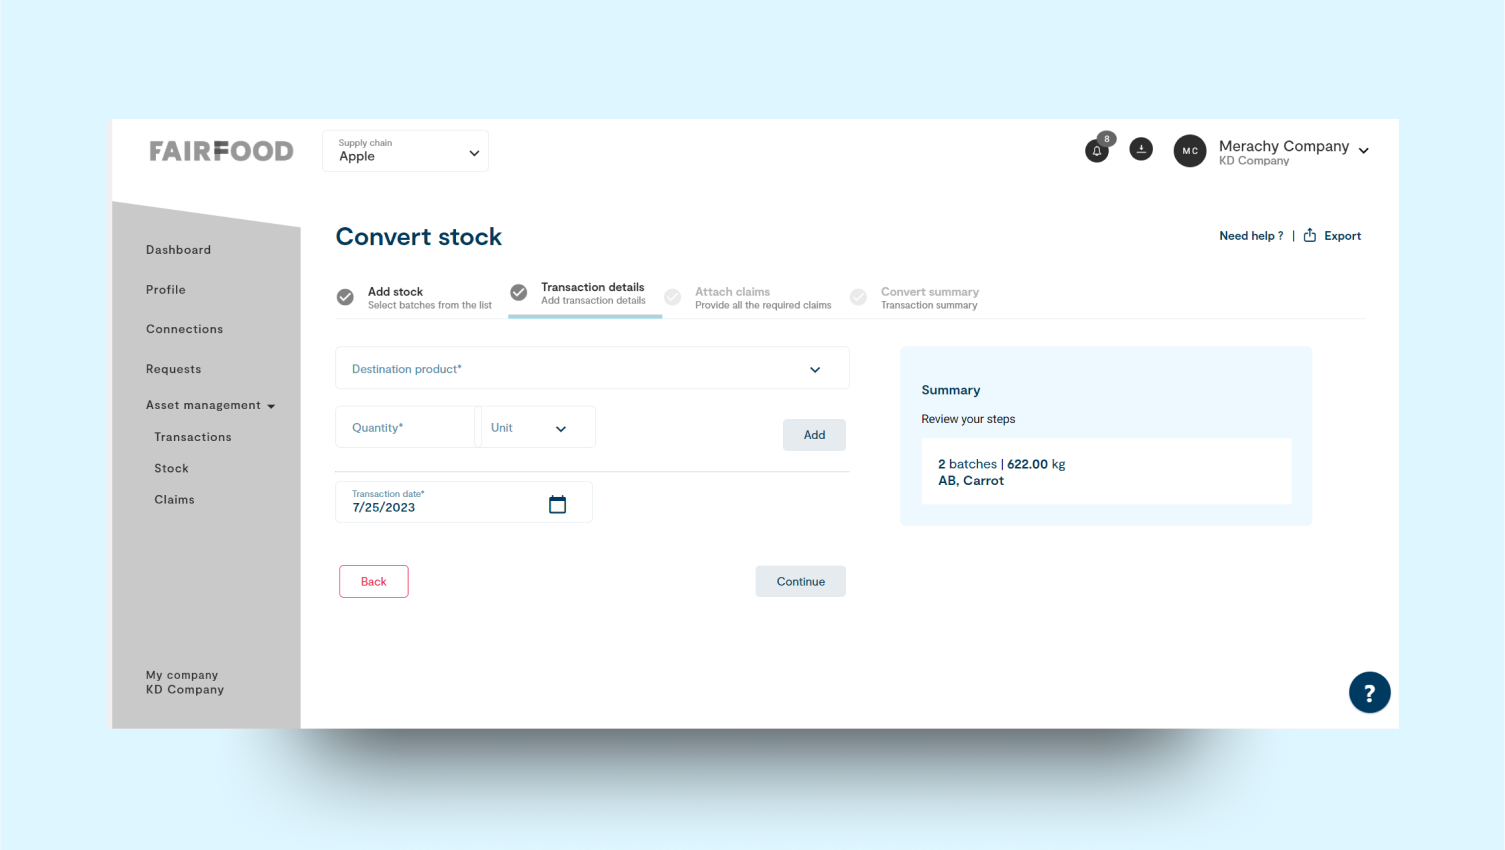 FAIRFOOD
Supply chain
Apple
8
MC
Merachy Company
KD Company
Dashboard
Profile
Connections
Requests
Asset management
Transactions
Stock
Claims
My company
KD Company
Convert stock
Need help ? | Export
Add stock
Select batches from the list
Transaction details
Add transaction details
Attach claims
Provide all the required claims
Convert summary
Transaction summary
Destination product*
Quantity*
Unit
Add
Transaction date*
7/25/2023
Back
Continue
Summary
Review your steps
2 batches | 622.00 kg
AB, Carrot
?